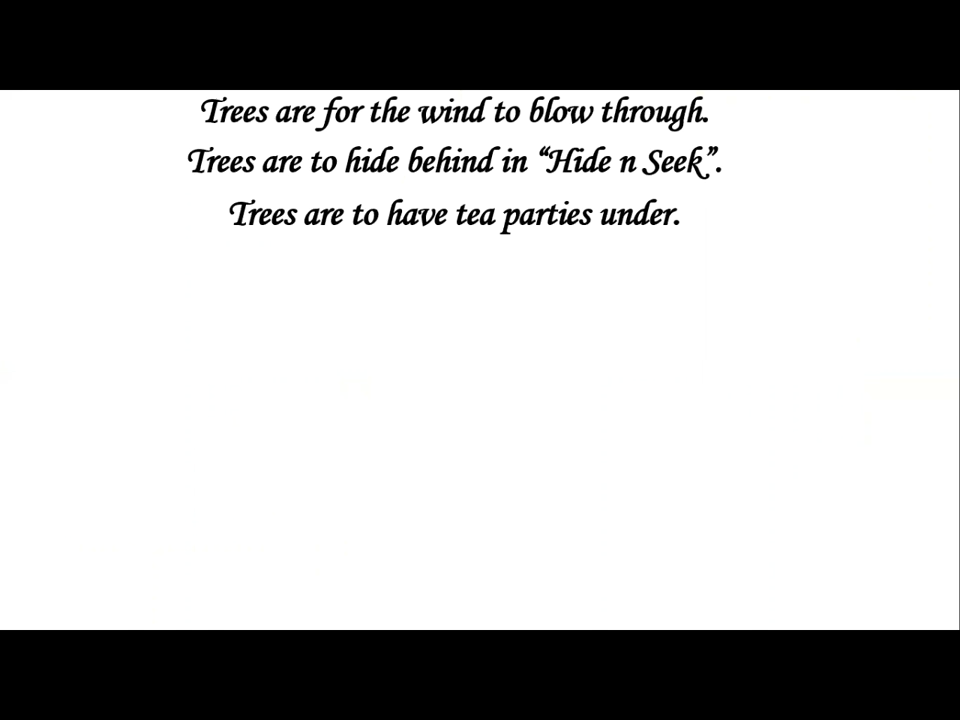 Trees are for the wind to blow through.
Trees are to hide behind in “Hide n Seek”.
Trees are to have tea parties under.